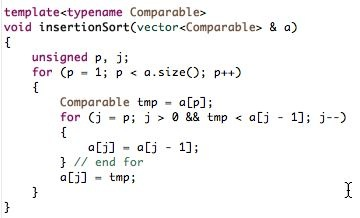 template<typename Comparable>
void insertionSort(vector<Comparable> & a)
{
    unsigned p, j;
    for (p = 1; p < a.size(); p++)
    {
        Comparable tmp = a[p];
        for (j = p; j > 0 && tmp < a[j - 1]; j--)
        {
            a[j] = a[j - 1];
        } // end for
        a[j] = tmp;
    }
}